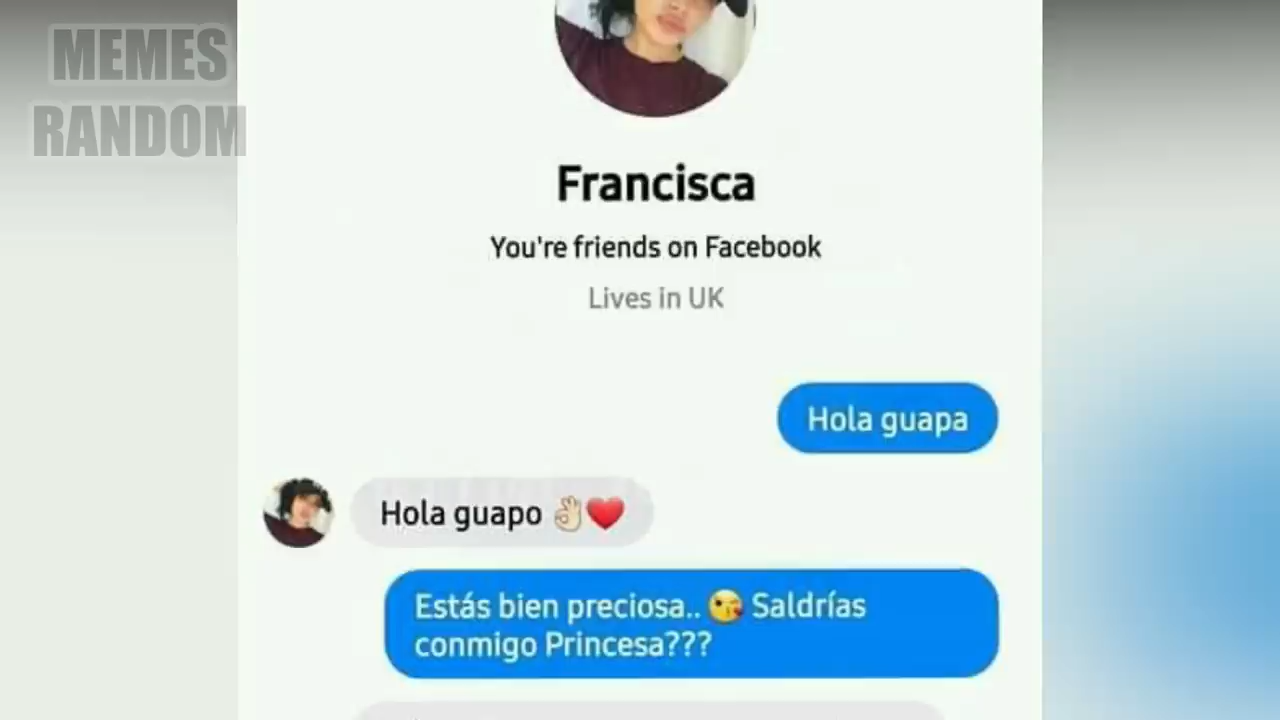 MEMES
RANDOM
Francisca
You're friends on Facebook
Lives in UK
Hola guapa
Hola guapo 👌🏻❤️
Estás bien preciosa.. 😘 Saldrías
conmigo Princesa???